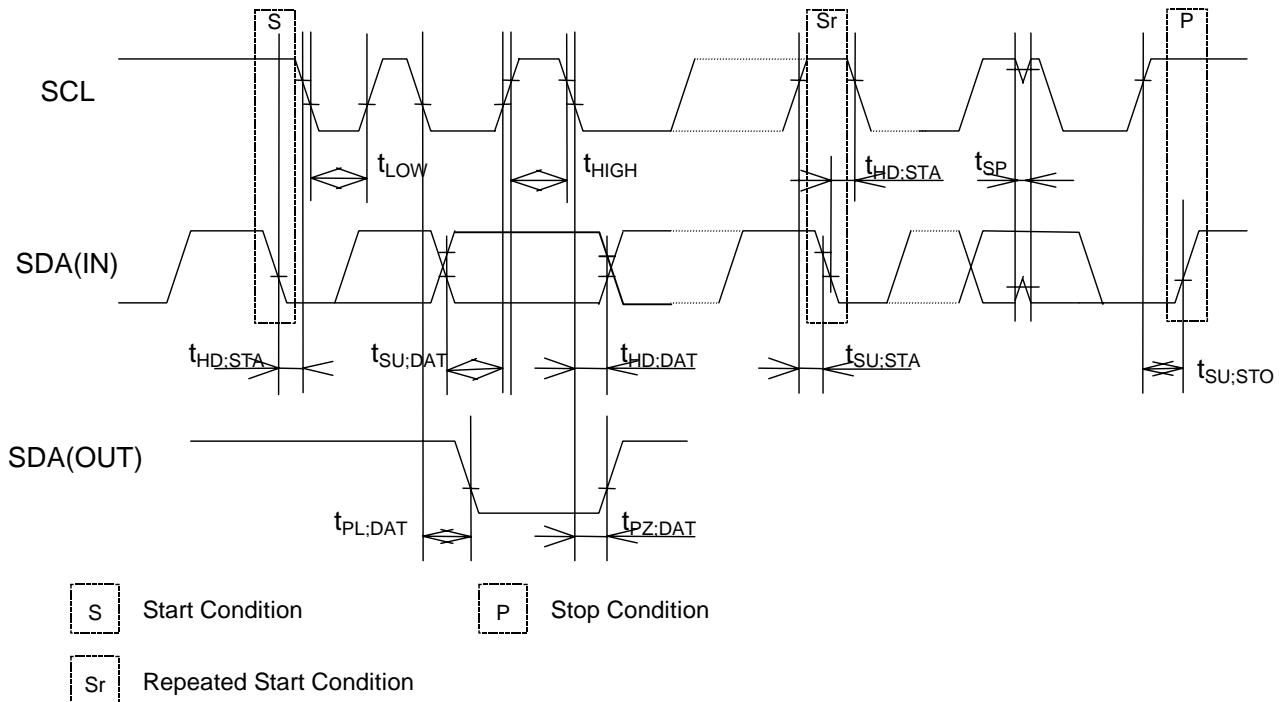 S Sr P
SCL
tLOW tHIGH tHD;STA tSP
SDA(IN)
tHD;STA tSU;DAT tHD;DAT tSU;STA tSU;STO
SDA(OUT)
tPL;DAT tPZ;DAT
S Start Condition P Stop Condition
Sr Repeated Start Condition